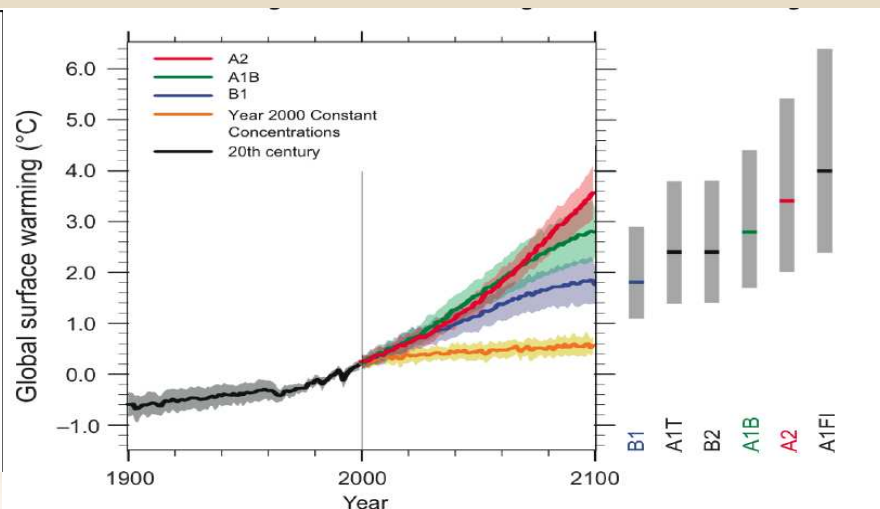 A2
A1B
B1
Year 2000 Constant
Concentrations
20th century
Global surface warming (°C)
6.0
5.0
4.0
3.0
2.0
1.0
0.0
–1.0
1900
2000
2100
Year
B1
A1T
B2
A1B
A2
A1FI